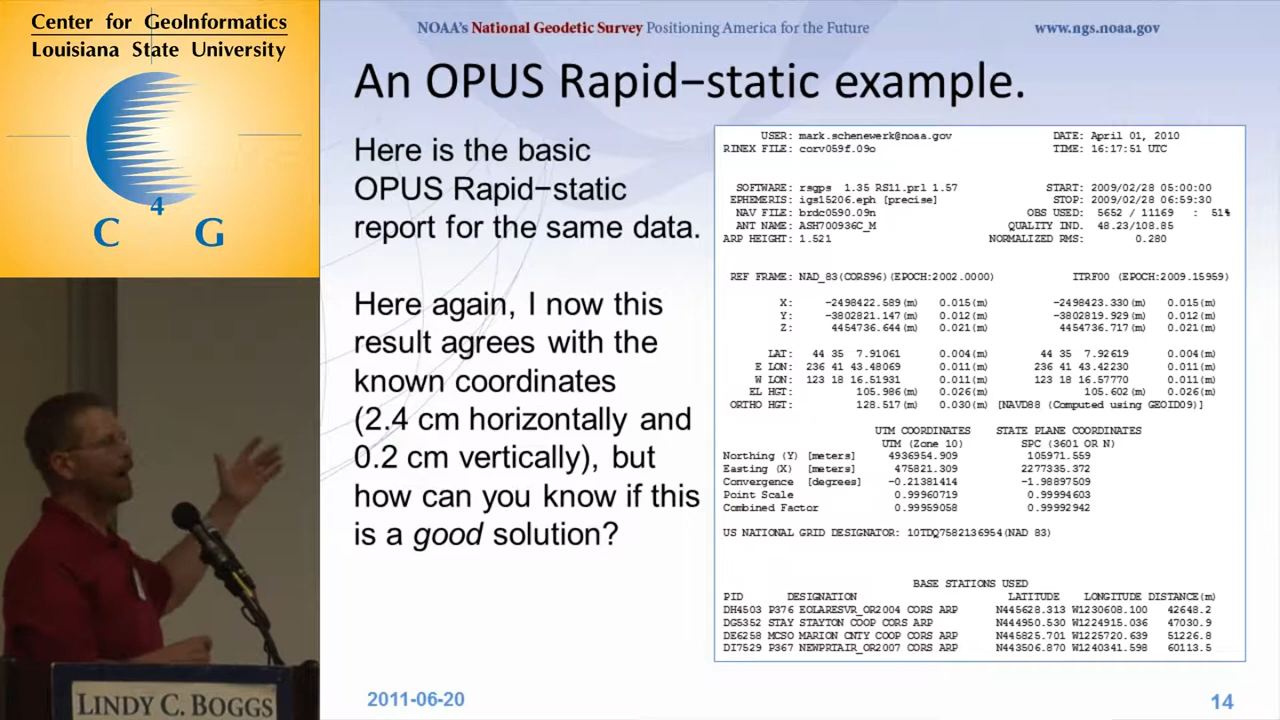 Center for GeoInformatics
Louisiana State University
C 4 G
NOAA's National Geodetic Survey Positioning America for the Future
www.ngs.noaa.gov
An OPUS Rapid−static example.
Here is the basic
OPUS Rapid−static
report for the same data.
Here again, I now this
result agrees with the
known coordinates
(2.4 cm horizontally and
0.2 cm vertically), but
how can you know if this
is a good solution?
USER: mark.schenewerk@noaa.gov DATE: April 01, 2010
RINEX FILE: corv059f.09o TIME: 16:17:51 UTC
SOFTWARE: rsgps 1.35 RS11.prl 1.57 START: 2009/02/28 05:00:00
EPHEMERIS: igs15206.eph [precise] STOP: 2009/02/28 06:59:30
NAV FILE: brdc0590.09n OBS USED: 5652 / 11169 : 51%
ANT NAME: ASH700936C_M QUALITY IND. 48.23/108.85
ARP HEIGHT: 1.521 NORMALIZED RMS: 0.280
REF FRAME: NAD_83(CORS96)(EPOCH:2002.0000) ITRF00 (EPOCH:2009.15959)
X: -2498422.589(m) 0.015(m) -2498423.330(m) 0.015(m)
Y: -3802821.147(m) 0.012(m) -3802819.929(m) 0.012(m)
Z: 4454736.644(m) 0.021(m) 4454736.717(m) 0.021(m)
LAT: 44 35 7.91061 0.004(m) 44 35 7.92619 0.004(m)
E LON: 236 41 43.48069 0.011(m) 236 41 43.42230 0.011(m)
W LON: 123 18 16.51931 0.011(m) 123 18 16.57770 0.011(m)
EL HGT: 105.986(m) 0.026(m) 105.602(m) 0.026(m)
ORTHO HGT: 128.517(m) 0.030(m) [NAVD88 (Computed using GEOID09)]
UTM COORDINATES STATE PLANE COORDINATES
UTM (Zone 10) SPC (3601 OR N)
Northing (Y) [meters] 4936954.909 105971.559
Easting (X) [meters] 475821.309 2277335.372
Convergence [degrees] -0.21381414 -1.98897509
Point Scale 0.99960719 0.99994603
Combined Factor 0.99959058 0.99992942
US NATIONAL GRID DESIGNATOR: 10TDQ7582136954(NAD 83)
BASE STATIONS USED
PID DESIGNATION LATITUDE LONGITUDE DISTANCE(m)
DH4503 P376 EOLARESVR_OR2004 CORS ARP N445628.313 W1230608.100 42648.2
DG5352 STAY STAYTON COOP CORS ARP N444950.530 W1224915.036 47030.9
DE6258 MCSO MARION CNTY COOP CORS ARP N445825.701 W1225720.639 51226.8
DI7529 P367 NEWPRTAIR_OR2007 CORS ARP N443506.870 W1240341.598 60113.5
2011-06-20
14
LINDY C. BOGGS